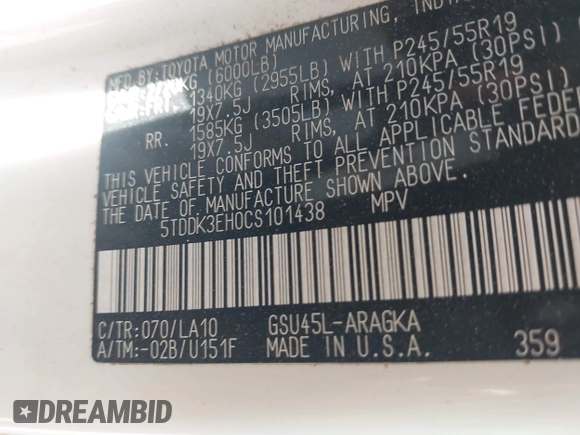 MFD. BY: TOYOTA MOTOR MANUFACTURING, INDI
KG (6000LB)
1340KG (2955LB) WITH P245/55R19
19X7.5J RIMS, AT 210KPA (30PSI)
RR. 1585KG (3505LB) WITH P245/55R19
19X7.5J RIMS, AT 210KPA (30PSI)
THIS VEHICLE CONFORMS TO ALL APPLICABLE FEDE
VEHICLE SAFETY AND THEFT PREVENTION STANDAR
THE DATE OF MANUFACTURE SHOWN ABOVE.
5TDDK3EH0CS101438 MPV
C/TR: 070/LA10 GSU45L-ARAGKA
A/TM: -02B/U151F MADE IN U.S.A. 359
DREAMBID